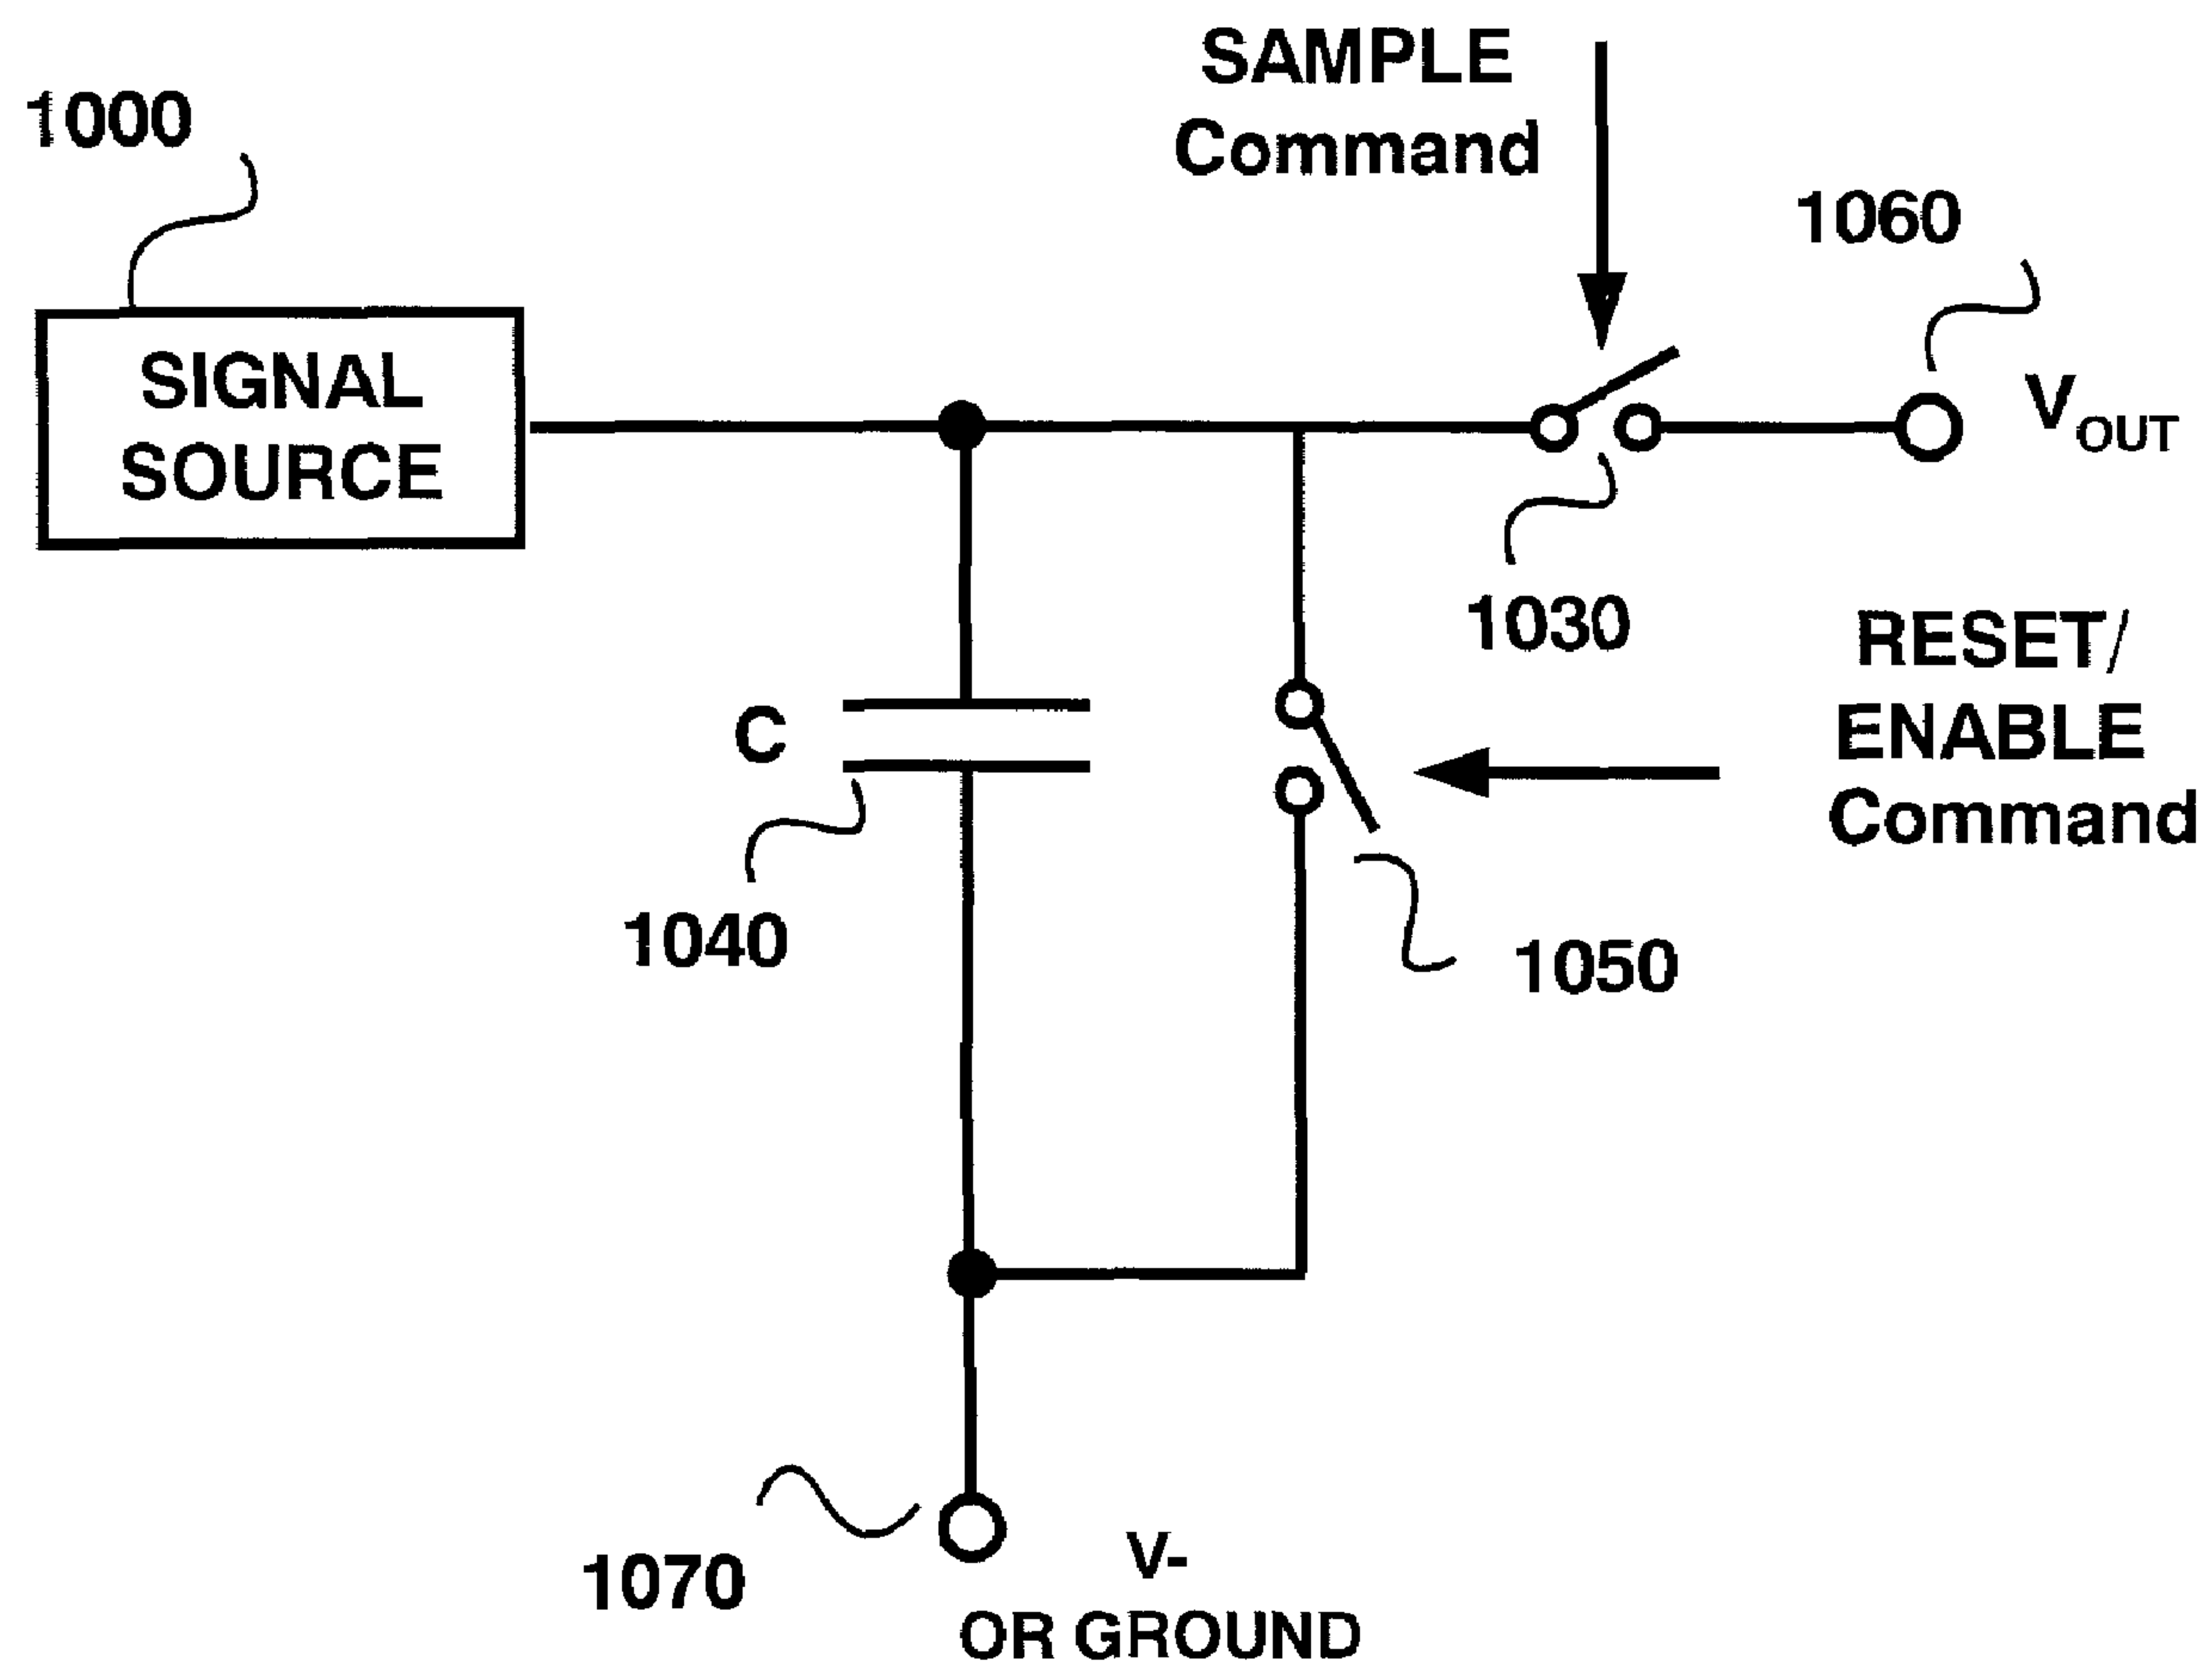 SAMPLE
Command
1000
1060
SIGNAL
SOURCE
VOUT
1030
RESET/
ENABLE
Command
C
1040
1050
V-
OR GROUND
1070